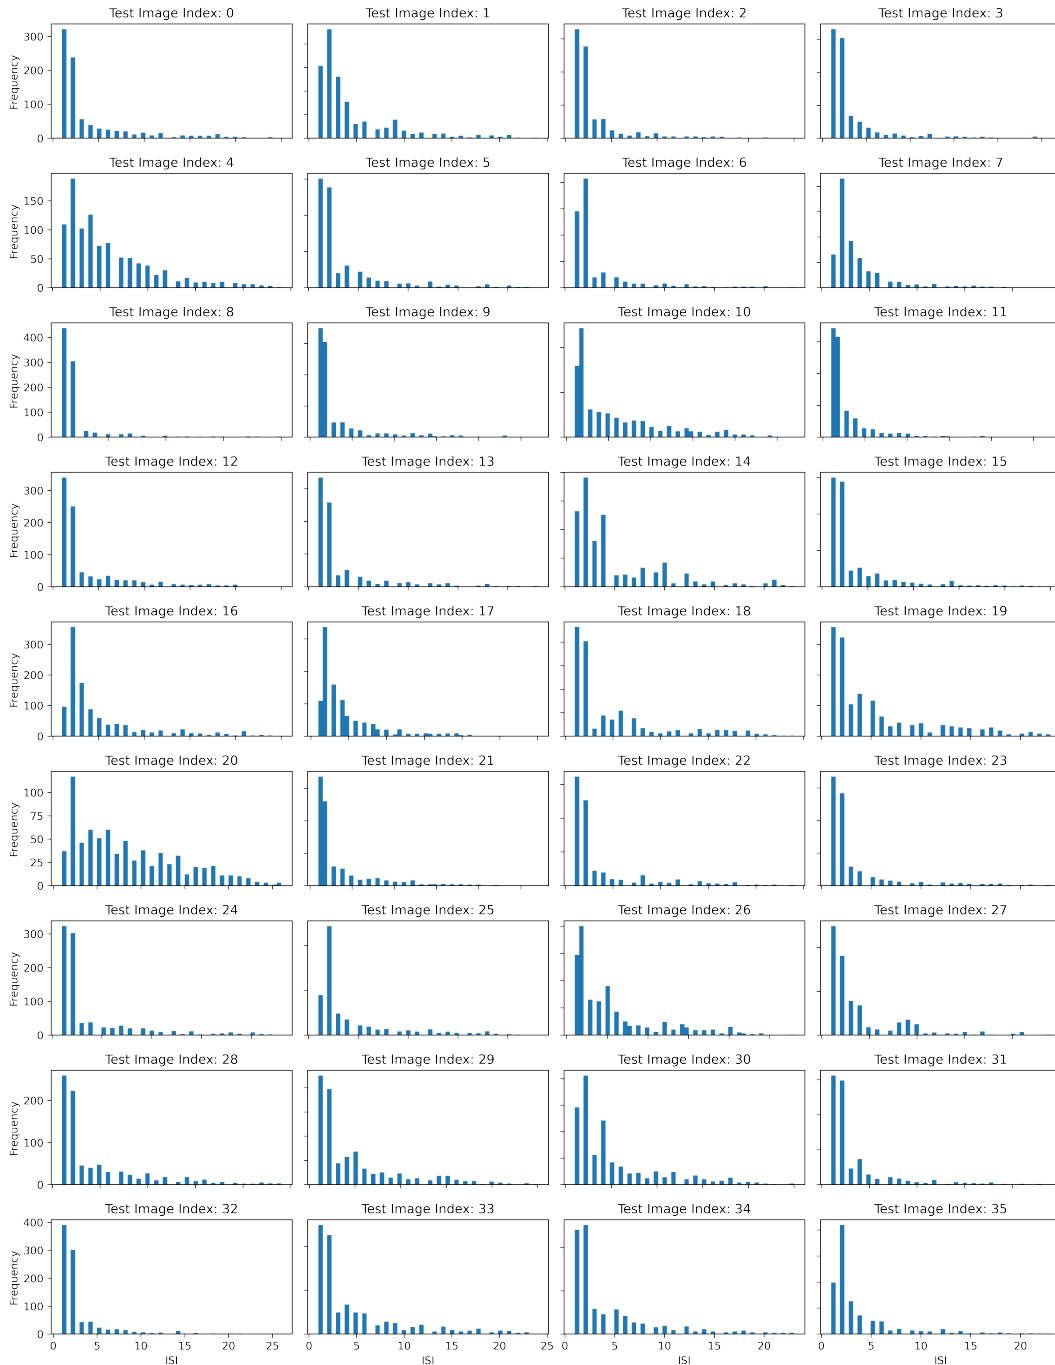 Test Image Index: 0
Test Image Index: 1
Test Image Index: 2
Test Image Index: 3
Frequency
300
200
100
0
Test Image Index: 4
Test Image Index: 5
Test Image Index: 6
Test Image Index: 7
Frequency
150
100
50
0
Test Image Index: 8
Test Image Index: 9
Test Image Index: 10
Test Image Index: 11
Frequency
400
300
200
100
0
Test Image Index: 12
Test Image Index: 13
Test Image Index: 14
Test Image Index: 15
Frequency
300
200
100
0
Test Image Index: 16
Test Image Index: 17
Test Image Index: 18
Test Image Index: 19
Frequency
300
200
100
0
Test Image Index: 20
Test Image Index: 21
Test Image Index: 22
Test Image Index: 23
Frequency
100
75
50
25
0
Test Image Index: 24
Test Image Index: 25
Test Image Index: 26
Test Image Index: 27
Frequency
300
200
100
0
Test Image Index: 28
Test Image Index: 29
Test Image Index: 30
Test Image Index: 31
Frequency
200
100
0
Test Image Index: 32
Test Image Index: 33
Test Image Index: 34
Test Image Index: 35
Frequency
400
300
200
100
0
0 5 10 15 20 25
0 5 10 15 20 25
0 5 10 15 20
0 5 10 15 20
ISI
ISI
ISI
ISI